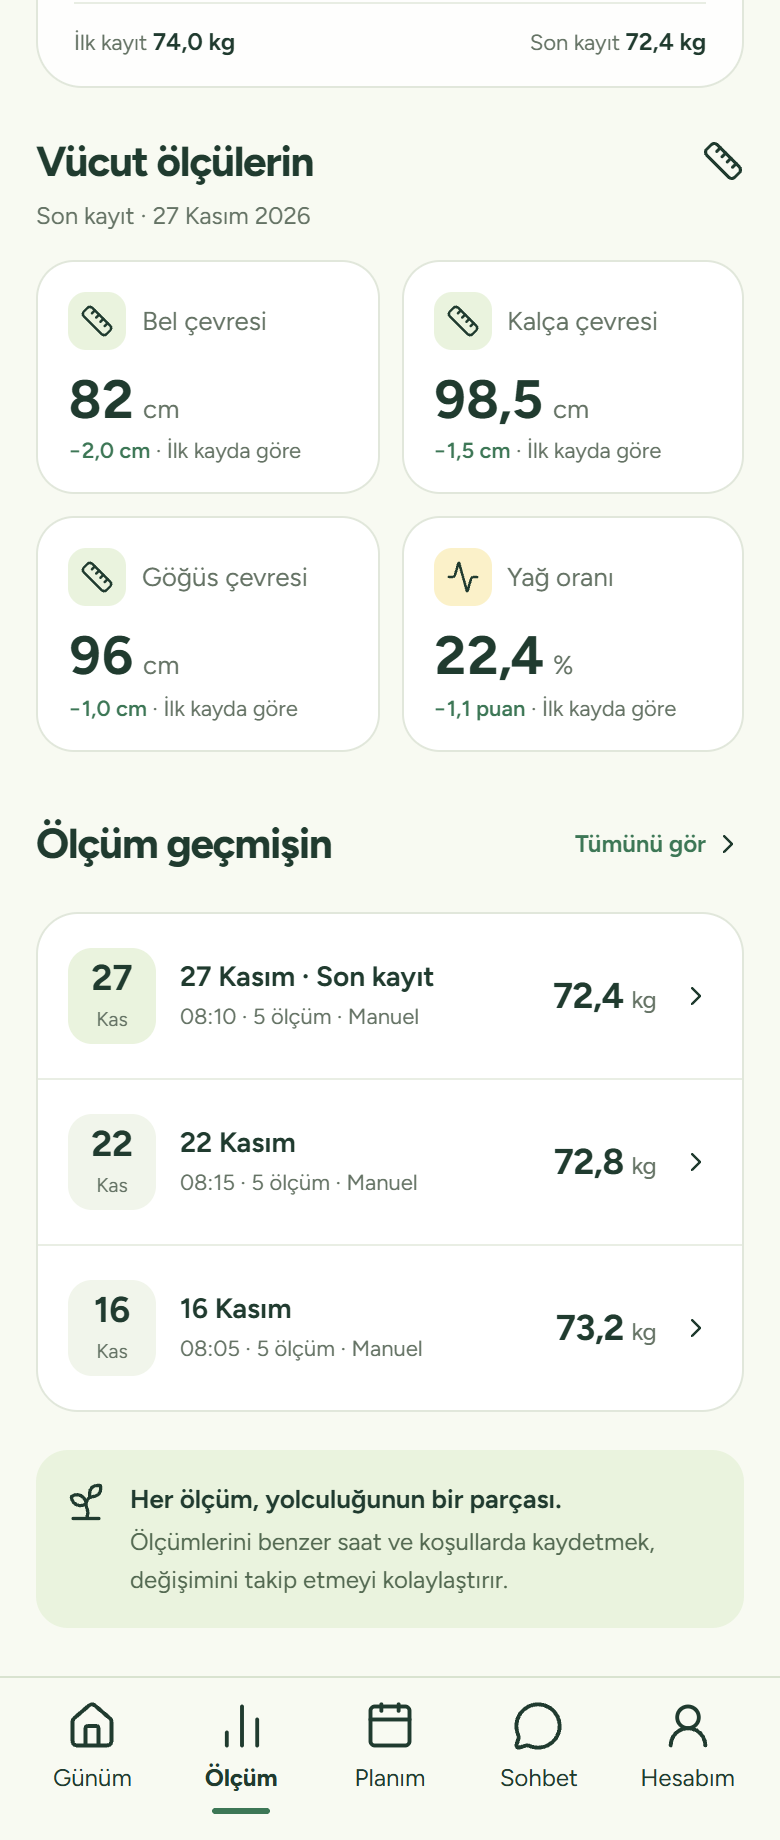 İlk kayıt 74,0 kg
Son kayıt 72,4 kg
Vücut ölçülerin
Son kayıt · 27 Kasım 2026
Bel çevresi
82 cm
−2,0 cm · İlk kayda göre
Kalça çevresi
98,5 cm
−1,5 cm · İlk kayda göre
Göğüs çevresi
96 cm
−1,0 cm · İlk kayda göre
Yağ oranı
22,4 %
−1,1 puan · İlk kayda göre
Ölçüm geçmişin
Tümünü gör
27
Kas
27 Kasım · Son kayıt
08:10 · 5 ölçüm · Manuel
72,4 kg
22
Kas
22 Kasım
08:15 · 5 ölçüm · Manuel
72,8 kg
16
Kas
16 Kasım
08:05 · 5 ölçüm · Manuel
73,2 kg
Her ölçüm, yolculuğunun bir parçası.
Ölçümlerini benzer saat ve koşullarda kaydetmek,
değişimini takip etmeyi kolaylaştırır.
Günüm
Ölçüm
Planım
Sohbet
Hesabım